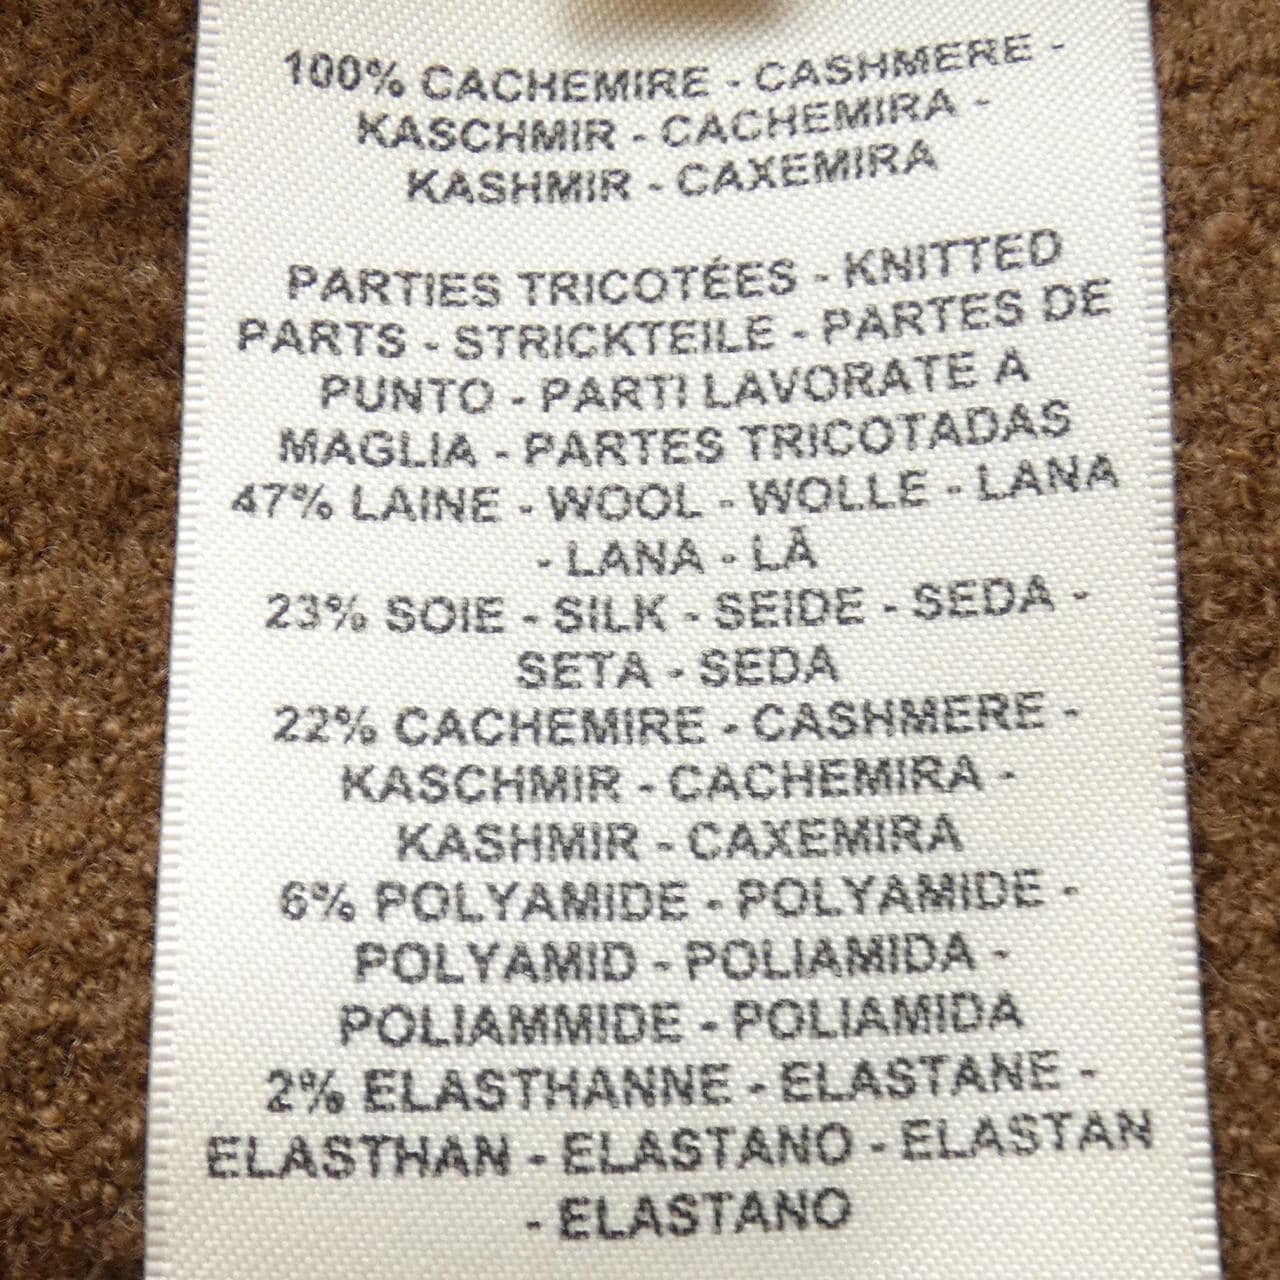 100% CACHEMIRE - CASHMERE -
KASCHMIR - CACHEMIRA -
KASHMIR - CAXEMIRA
PARTIES TRICOTÉES - KNITTED
PARTS - STRICKTEILE - PARTES DE
PUNTO - PARTI LAVORATE A
MAGLIA - PARTES TRICOTADAS
47% LAINE - WOOL - WOLLE - LANA
- LANA - LÃ
23% SOIE - SILK - SEIDE - SEDA -
SETA - SEDA
22% CACHEMIRE - CASHMERE -
KASCHMIR - CACHEMIRA -
KASHMIR - CAXEMIRA
6% POLYAMIDE - POLYAMIDE -
POLYAMID - POLIAMIDA -
POLIAMMIDE - POLIAMIDA
2% ELASTHANNE - ELASTANE -
ELASTHAN - ELASTANO - ELASTAN
- ELASTANO